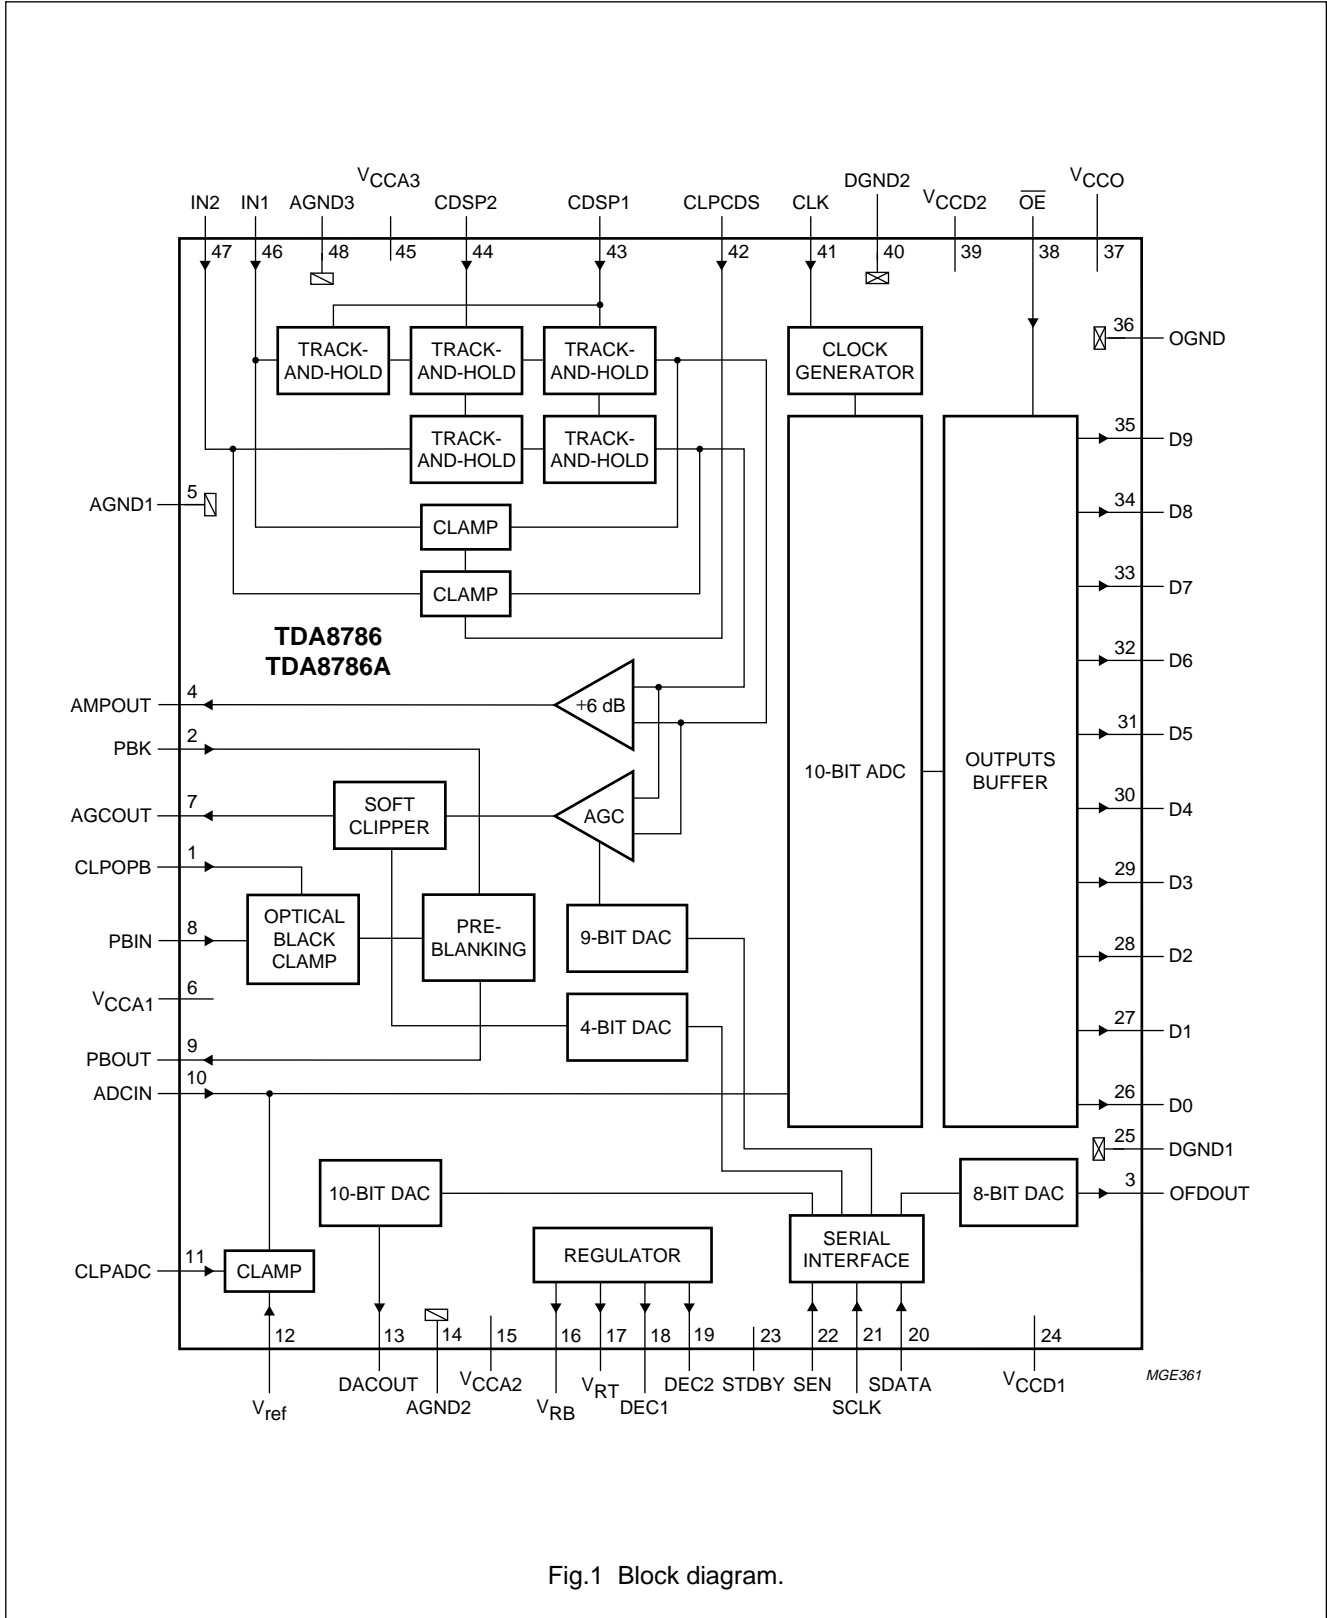 VCCA3
DGND2
VCCD2
OE
VCCO
IN2 IN1 AGND3 CDSP2 CDSP1 CLPCDS CLK
47 46 48 45 44 43 42 41 40 39 38 37
36 OGND
TRACK-
AND-HOLD
TRACK-
AND-HOLD
TRACK-
AND-HOLD
CLOCK
GENERATOR
TRACK-
AND-HOLD
TRACK-
AND-HOLD
35 D9
AGND1 5
34 D8
CLAMP
33 D7
CLAMP
TDA8786
TDA8786A
32 D6
AMPOUT 4
+6 dB
31 D5
PBK 2
10-BIT ADC
OUTPUTS
BUFFER
AGCOUT 7
SOFT
CLIPPER
AGC
30 D4
CLPOPB 1
29 D3
PBIN 8
OPTICAL
BLACK
CLAMP
PRE-
BLANKING
9-BIT DAC
28 D2
VCCA1 6
4-BIT DAC
27 D1
PBOUT 9
ADCIN 10
26 D0
25 DGND1
10-BIT DAC
8-BIT DAC
3 OFDOUT
SERIAL
INTERFACE
REGULATOR
CLPADC 11
CLAMP
12 13 14 15 16 17 18 19 23 22 21 20 24
Vref
DACOUT
AGND2
VCCA2
VRB
VRT
DEC1
DEC2
STDBY
SEN
SCLK
SDATA
VCCD1
MGE361
Fig.1 Block diagram.